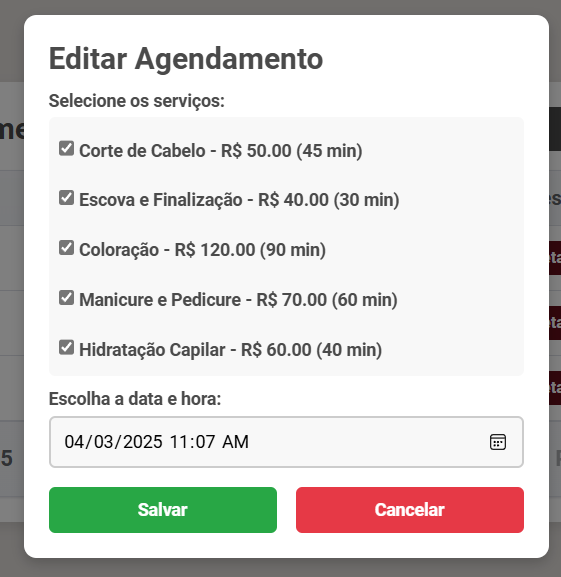 Editar Agendamento
Selecione os serviços:
Corte de Cabelo - R$ 50.00 (45 min)
Escova e Finalização - R$ 40.00 (30 min)
Coloração - R$ 120.00 (90 min)
Manicure e Pedicure - R$ 70.00 (60 min)
Hidratação Capilar - R$ 60.00 (40 min)
Escolha a data e hora:
04/03/2025 11:07 AM
5
Salvar
Cancelar